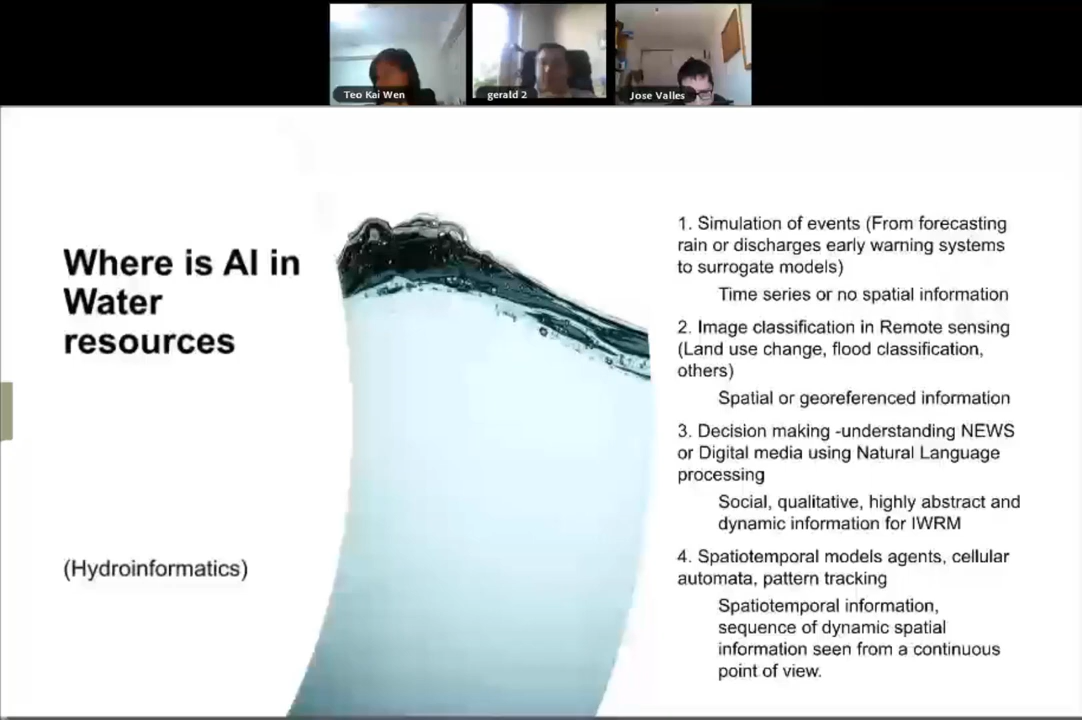 Teo Kai Wen
gerald 2
Jose Valles
Where is AI in
Water
resources
(Hydroinformatics)
1. Simulation of events (From forecasting
rain or discharges early warning systems
to surrogate models)
Time series or no spatial information
2. Image classification in Remote sensing
(Land use change, flood classification,
others)
Spatial or georeferenced information
3. Decision making -understanding NEWS
or Digital media using Natural Language
processing
Social, qualitative, highly abstract and
dynamic information for IWRM
4. Spatiotemporal models agents, cellular
automata, pattern tracking
Spatiotemporal information,
sequence of dynamic spatial
information seen from a continuous
point of view.